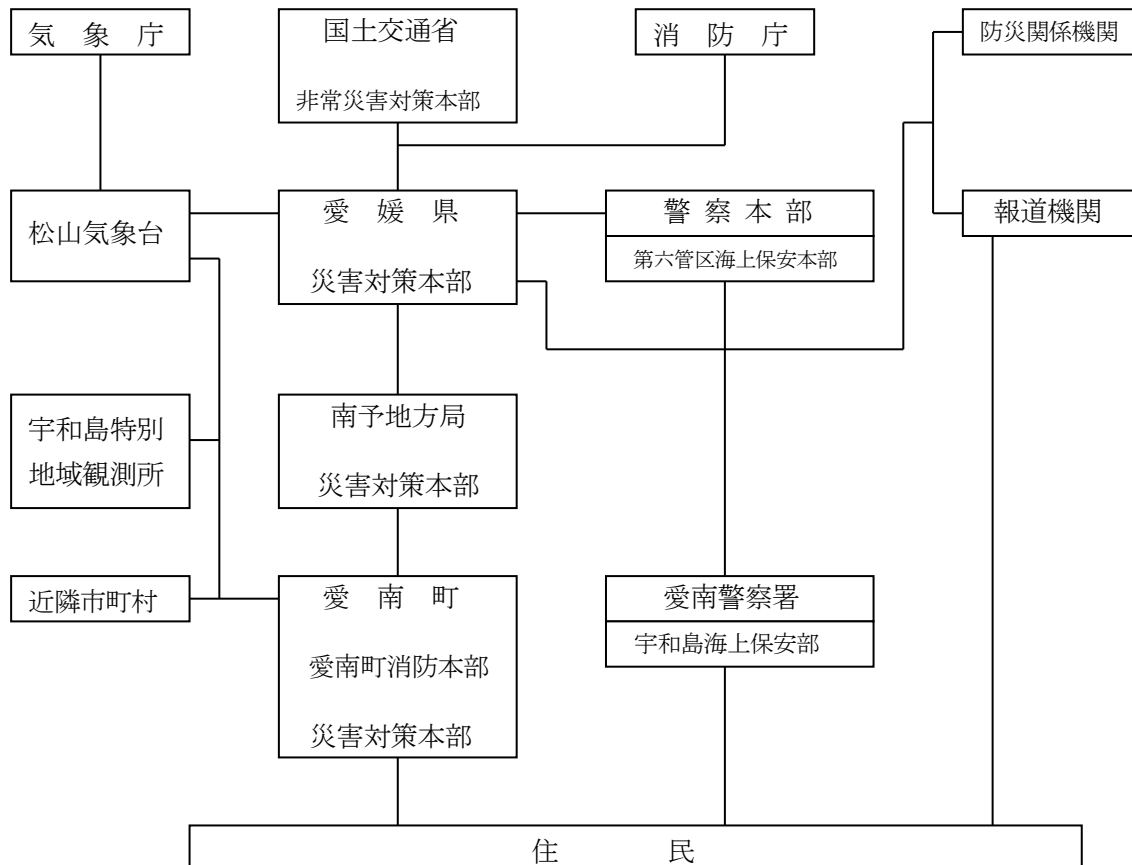 気　象　庁
国土交通省
非常災害対策本部
消　防　庁
防災関係機関
松山気象台
愛　媛　県
災害対策本部
警 察 本 部
第六管区海上保安本部
報道機関
宇和島特別
地域観測所
南予地方局
災害対策本部
近隣市町村
愛　南　町
愛南町消防本部
災害対策本部
愛南警察署
宇和島海上保安部
住　　　　民